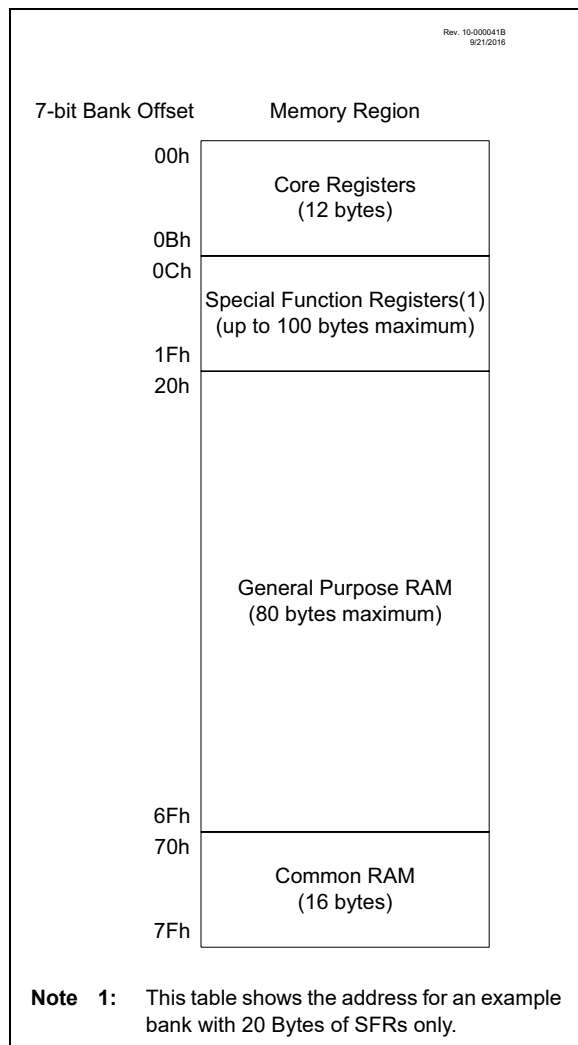 Rev. 10-000041B
9/21/2016
7-bit Bank Offset Memory Region
00h
Core Registers
(12 bytes)
0Bh
0Ch
Special Function Registers(1)
(up to 100 bytes maximum)
1Fh
20h
General Purpose RAM
(80 bytes maximum)
6Fh
70h
Common RAM
(16 bytes)
7Fh
Note 1: This table shows the address for an example
bank with 20 Bytes of SFRs only.